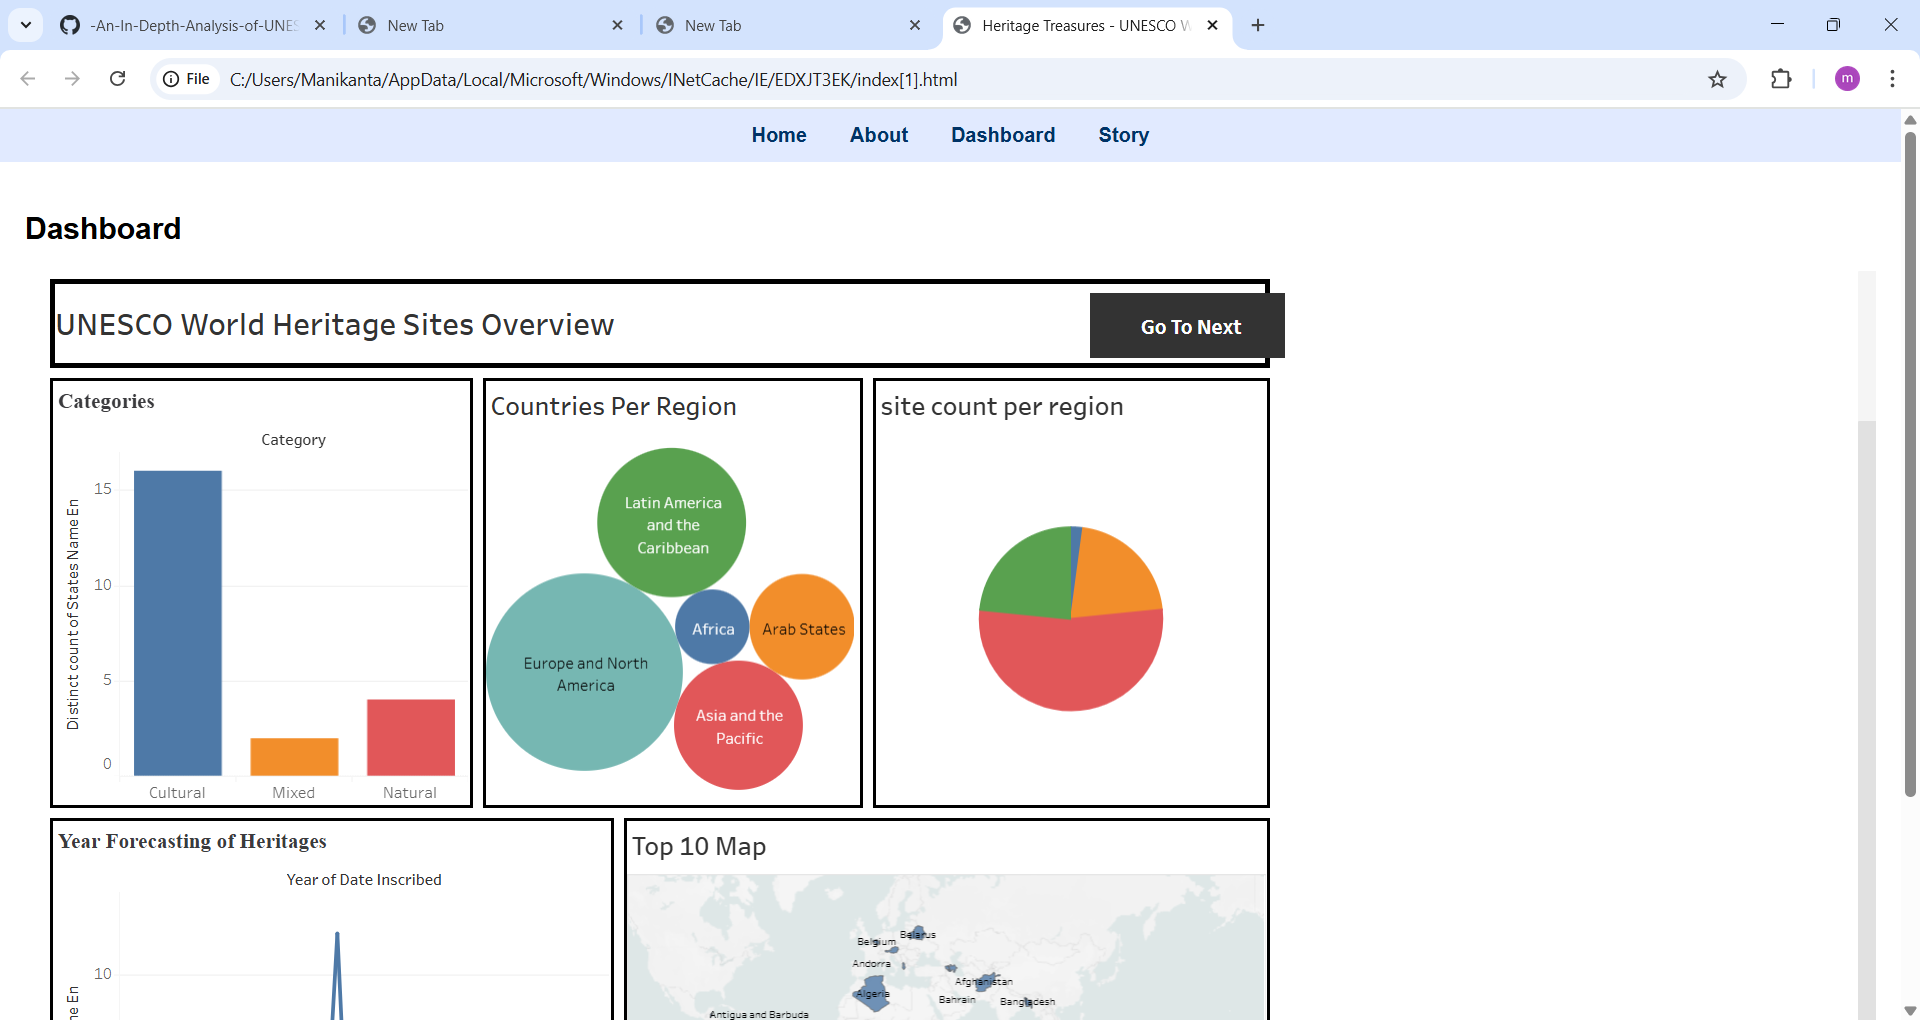 -An-In-Depth-Analysis-of-UNES
New Tab
New Tab
Heritage Treasures - UNESCO W
File
C:/Users/Manikanta/AppData/Local/Microsoft/Windows/INetCache/IE/EDXJT3EK/index[1].html
m
Home About Dashboard Story
Dashboard
UNESCO World Heritage Sites Overview
Go To Next
Categories
Category
Distinct count of States Name En
15
10
5
0
Cultural Mixed Natural
Countries Per Region
Latin America
and the
Caribbean
Africa
Arab States
Europe and North
America
Asia and the
Pacific
site count per region
Year Forecasting of Heritages
Year of Date Inscribed
10
me En
Top 10 Map
Belarus
Belgium
Andorra
Afghanistan
Algeria
Bahrain
Bangladesh
Antigua and Barbuda